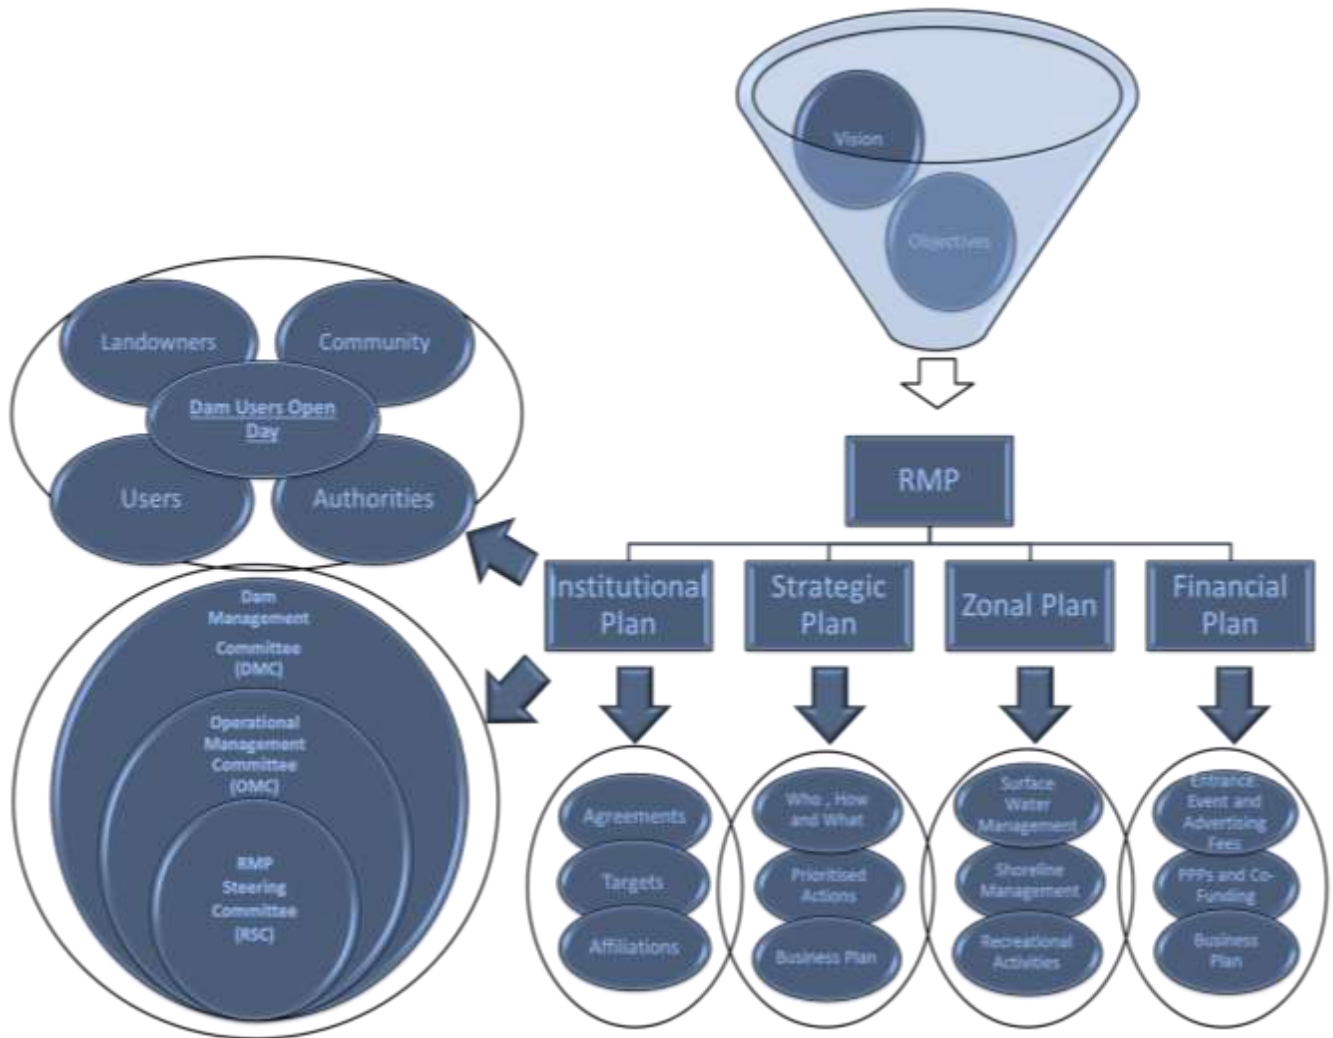 Vision
Objectives
Landowners
Community
Dam Users Open
Day
Users
Authorities
RMP
Institutional
Plan
Strategic
Plan
Zonal Plan
Financial
Plan
Dam
Management
Committee
(DMC)
Operational
Management
Committee
(OMC)
RMP
Steering
Committee
(RSC)
Agreements
Targets
Affiliations
Who , How
and What
Prioritised
Actions
Business Plan
Surface
Water
Management
Shoreline
Management
Recreational
Activities
Entrance
Event and
Advertising
Fees
PPPs and Co-
Funding
Business
Plan